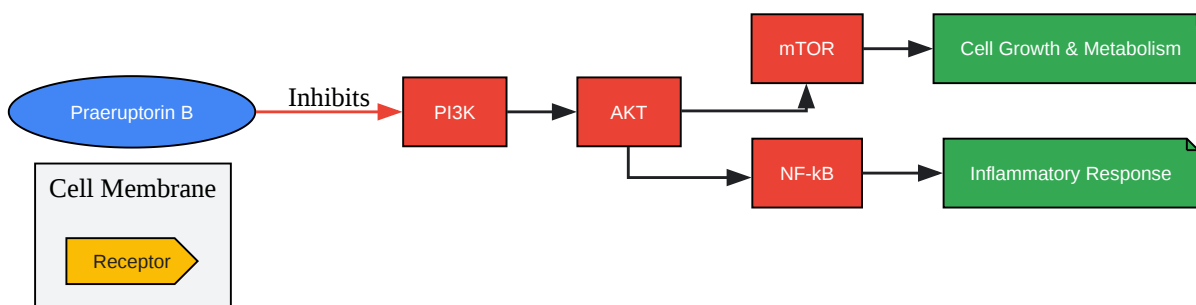 Praeruptorin B
Inhibits
PI3K
AKT
mTOR
Cell Growth & Metabolism
NF-kB
Inflammatory Response
Cell Membrane
Receptor